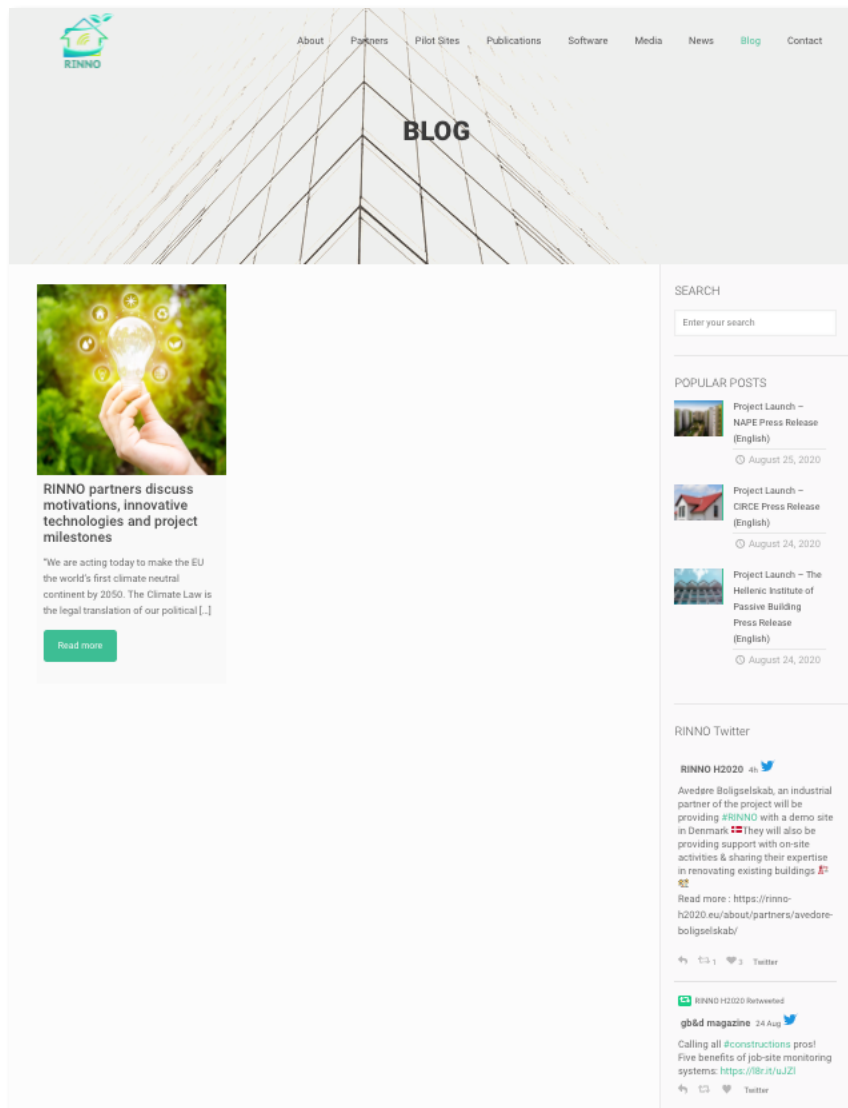 RINNO
About Partners Pilot Sites Publications Software Media News Blog Contact
BLOG
RINNO partners discuss
motivations, innovative
technologies and project
milestones
"We are acting today to make the EU
the world's first climate neutral
continent by 2050. The Climate Law is
the legal translation of our political [...]
Read more
SEARCH
Enter your search
POPULAR POSTS
Project Launch –
NAPE Press Release
(English)
August 25, 2020
Project Launch –
CIRCE Press Release
(English)
August 24, 2020
Project Launch – The
Hellenic Institute of
Passive Building
Press Release
(English)
August 24, 2020
RINNO Twitter
RINNO H2020 4h
Avedøre Boligselskab, an industrial
partner of the project will be
providing #RINNO with a demo site
in Denmark 🇩🇰They will also be
providing support with on-site
activities & sharing their expertise
in renovating existing buildings
Read more : https://rinno-
h2020.eu/about/partners/avedore-
boligselskab/
1 3 Twitter
RINNO H2020 Retweeted
gb&d magazine 24 Aug
Calling all #constructions pros!
Five benefits of job-site monitoring
systems: https://l8r.it/uJZl
Twitter